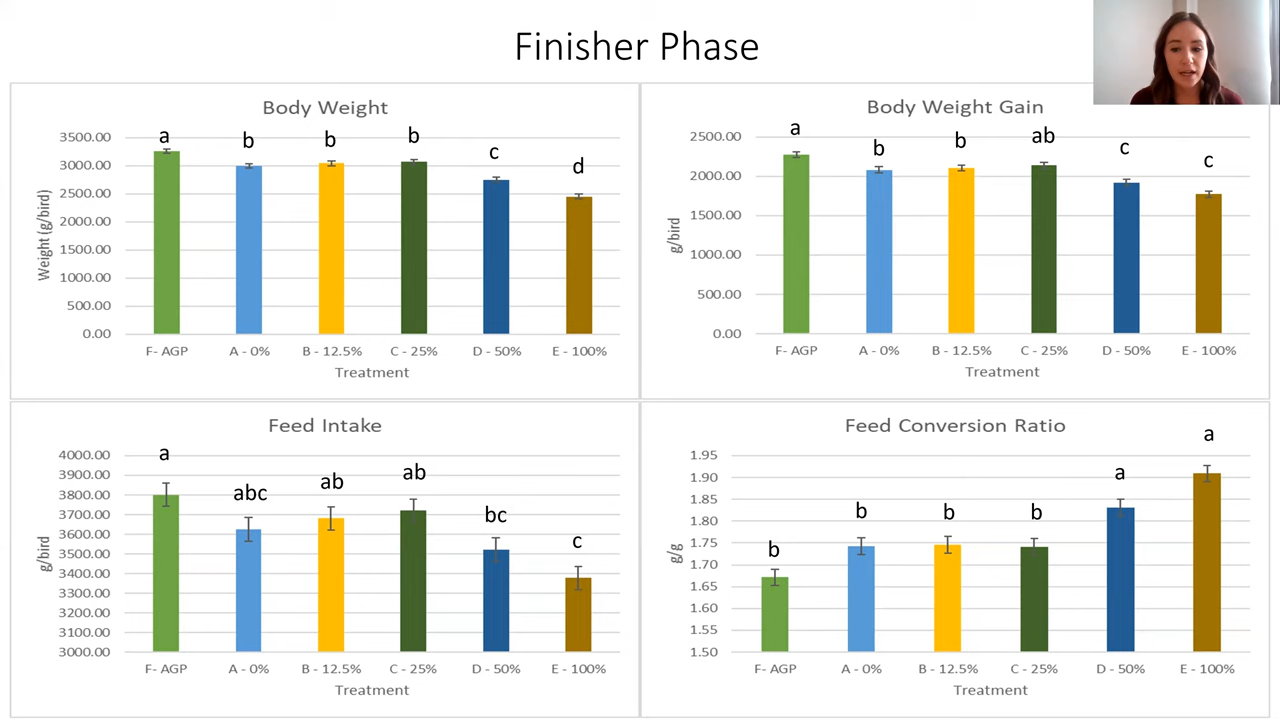 Finisher Phase
Body Weight
3500.00
3000.00
2500.00
2000.00
1500.00
1000.00
500.00
0.00
Weight (g/bird)
a
b
b
b
c
d
F- AGP
A - 0%
B - 12.5%
C - 25%
D - 50%
E - 100%
Treatment
Body Weight Gain
2500.00
2000.00
1500.00
1000.00
500.00
0.00
g/bird
a
b
b
ab
c
c
F- AGP
A - 0%
B - 12.5%
C - 25%
D - 50%
E - 100%
Treatment
Feed Intake
4000.00
3900.00
3800.00
3700.00
3600.00
3500.00
3400.00
3300.00
3200.00
3100.00
3000.00
g/bird
a
abc
ab
ab
bc
c
F- AGP
A - 0%
B - 12.5%
C - 25%
D - 50%
E - 100%
Treatment
Feed Conversion Ratio
1.95
1.90
1.85
1.80
1.75
1.70
1.65
1.60
1.55
1.50
g/g
b
b
b
b
a
a
F- AGP
A - 0%
B - 12.5%
C - 25%
D - 50%
E - 100%
Treatment